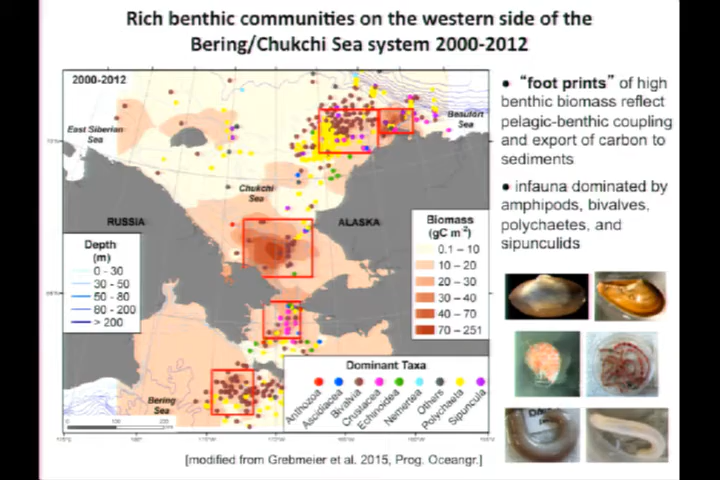 Rich benthic communities on the western side of the
Bering/Chukchi Sea system 2000-2012
2000-2012
East Siberian
Sea
Beaufort
Sea
Chukchi
Sea
RUSSIA
ALASKA
Bering
Sea
Depth
(m)
0 - 30
30 - 50
50 - 80
80 - 200
> 200
Biomass
(gC m⁻²)
0.1 – 10
10 – 20
20 – 30
30 – 40
40 – 70
70 – 251
Dominant Taxa
Anthozoa
Ascidiacea
Bivalvia
Crustacea
Echinoidea
Nemertea
Others
Polychaeta
Sipuncula
• “foot prints” of high
benthic biomass reflect
pelagic-benthic coupling
and export of carbon to
sediments
• infauna dominated by
amphipods, bivalves,
polychaetes, and
sipunculids
[modified from Grebmeier et al. 2015, Prog. Oceangr.]